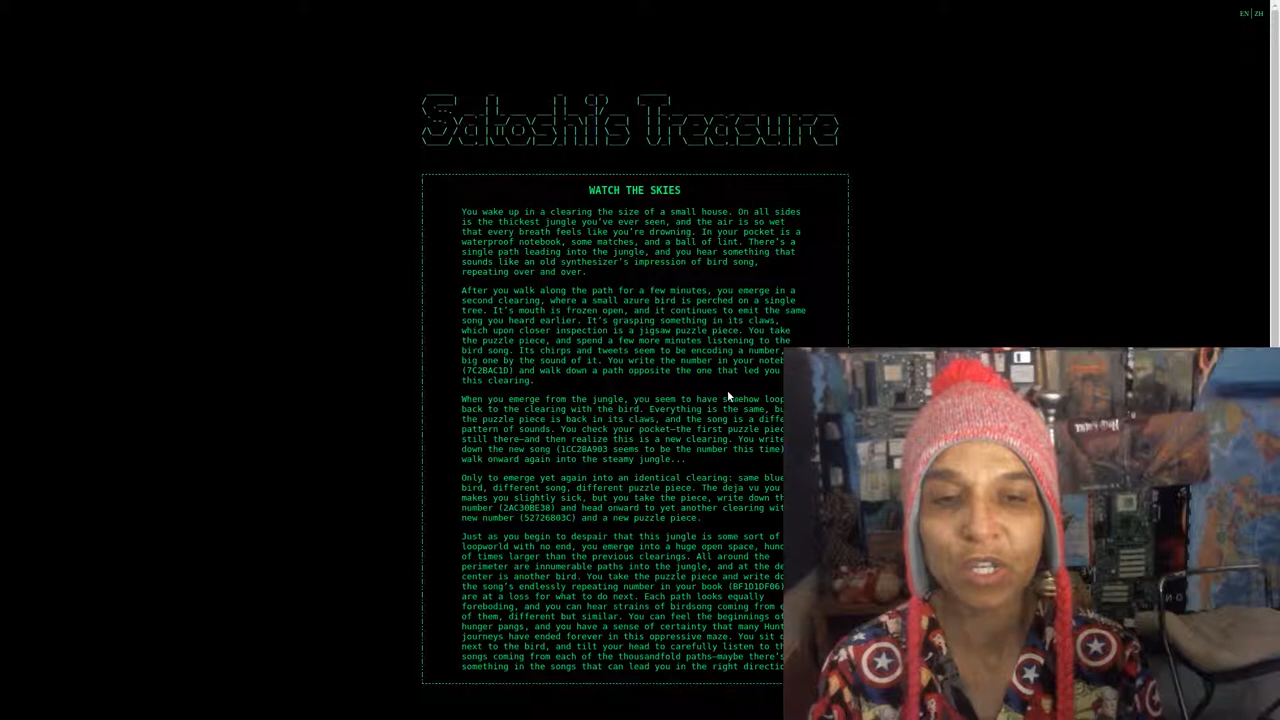 EN | ZH
Satoshi's Treasure
WATCH THE SKIES
You wake up in a clearing the size of a small house. On all sides
is the thickest jungle you've ever seen, and the air is so wet
that every breath feels like you're drowning. In your pocket is a
waterproof notebook, some matches, and a ball of lint. There's a
single path leading into the jungle, and you hear something that
sounds like an old synthesizer's impression of bird song,
repeating over and over.
After you walk along the path for a few minutes, you emerge in a
second clearing, where a small azure bird is perched on a single
tree. It's mouth is frozen open, and it continues to emit the same
song you heard earlier. It's grasping something in its claws,
which upon closer inspection is a jigsaw puzzle piece. You take
the puzzle piece, and spend a few more minutes listening to the
bird song. Its chirps and tweets seem to be encoding a number,
big one by the sound of it. You write the number in your
(7C2BAC1D) and walk down a path opposite the one that led you
this clearing.
When you emerge from the jungle, you seem to have somehow
back to the clearing with the bird. Everything is the same,
the puzzle piece is back in its claws, and the song is a
pattern of sounds. You check your pocket—the first puzzle
still there—and then realize this is a new clearing. You write
down the new song (1CC28A903 seems to be the number this time)
walk onward again into the steamy jungle...
Only to emerge yet again into an identical clearing: same
bird, different song, different puzzle piece. The deja vu you
makes you slightly sick, but you take the piece, write down
number (2AC30BE38) and head onward to yet another clearing
new number (52726803C) and a new puzzle piece.
Just as you begin to despair that this jungle is some sort of
loopworld with no end, you emerge into a huge open space,
of times larger than the previous clearings. All around the
perimeter are innumerable paths into the jungle, and at the
center is another bird. You take the puzzle piece and write
the song's endlessly repeating number in your book (BF1D1DF06)
are at a loss for what to do next. Each path looks equally
foreboding, and you can hear strains of birdsong coming from
of them, different but similar. You can feel the beginnings of
hunger pangs, and you have a sense of certainty that many
journeys have ended forever in this oppressive maze. You sit
next to the bird, and tilt your head to carefully listen to
songs coming from each of the thousandfold paths—maybe there's
something in the songs that can lead you in the right